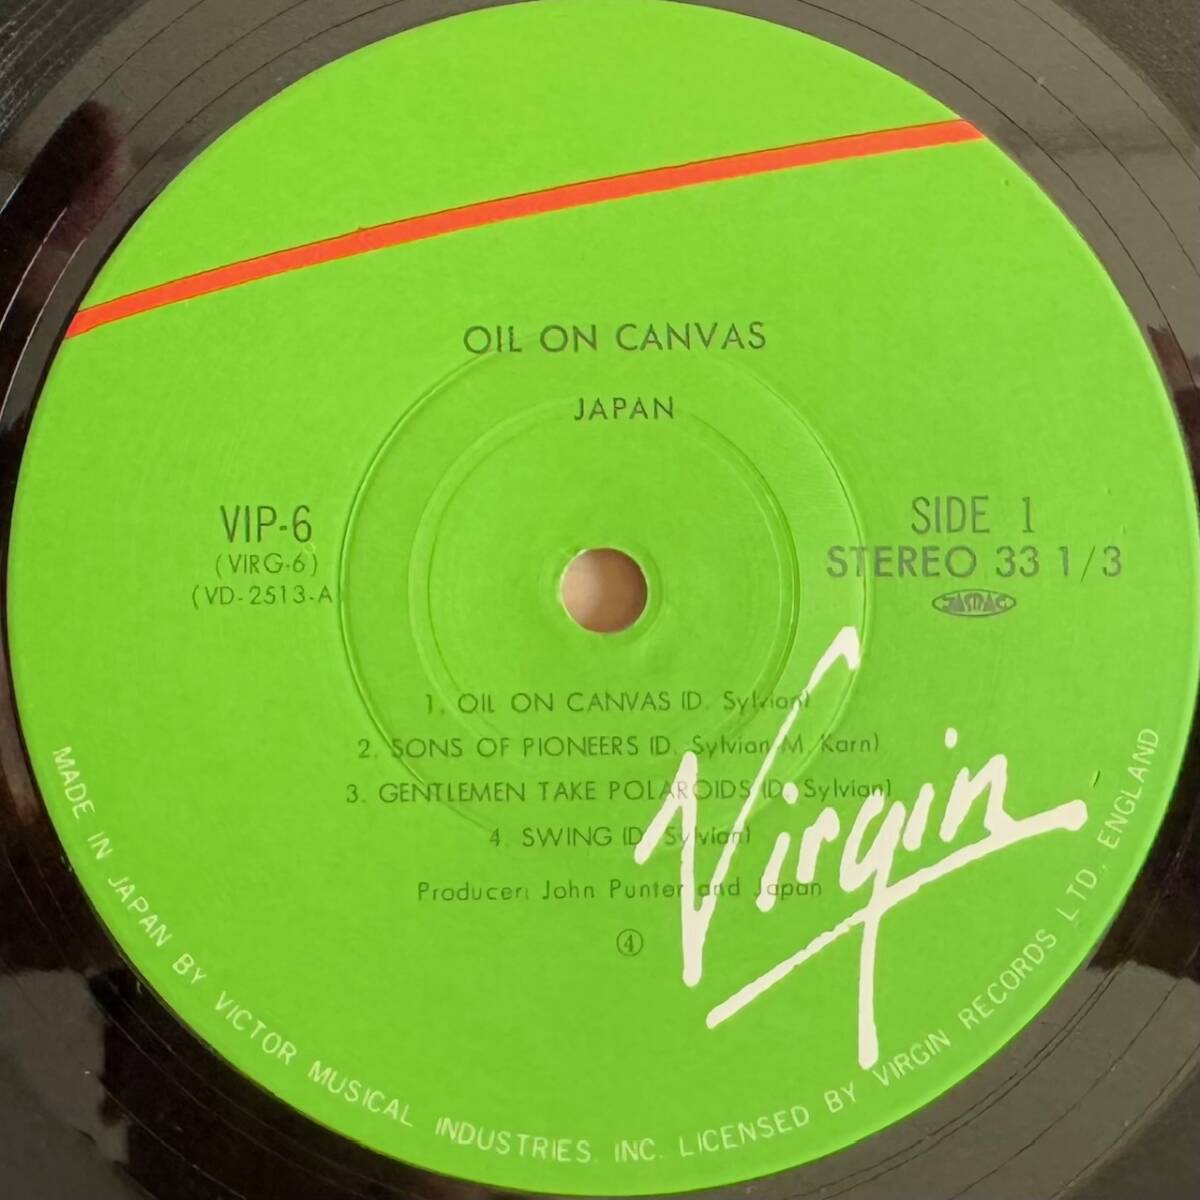 OIL ON CANVAS
JAPAN
VIP-6
(VIRG-6)
(VD-2513-A)
SIDE 1
STEREO 33 1/3
JASRAC
1. OIL ON CANVAS (D. Sylvian)
2. SONS OF PIONEERS (D. Sylvian-M. Karn)
3. GENTLEMEN TAKE POLAROIDS (D. Sylvian)
4. SWING (D. Sylvian)
Producer: John Punter and Japan
④
Virgin
MADE IN JAPAN BY VICTOR MUSICAL INDUSTRIES. INC. LICENSED BY VIRGIN RECORDS LTD., ENGLAND